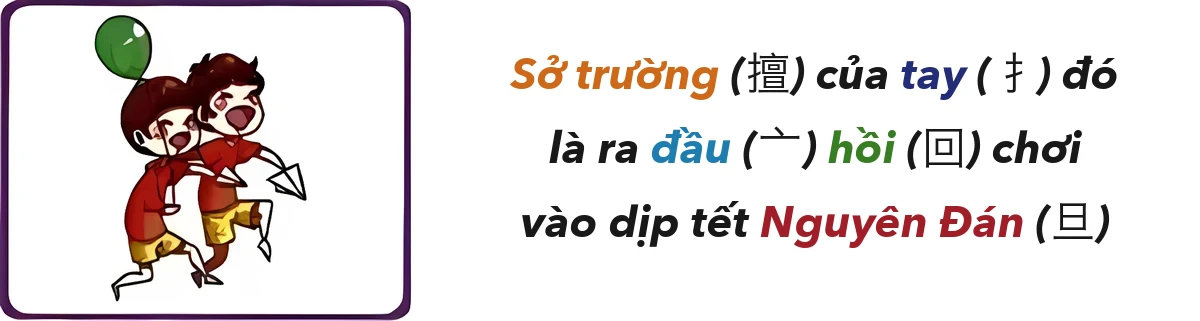 Sở trường (擅) của tay (扌) đó
là ra đầu (亠) hồi (回) chơi
vào dịp tết Nguyên Đán (旦)